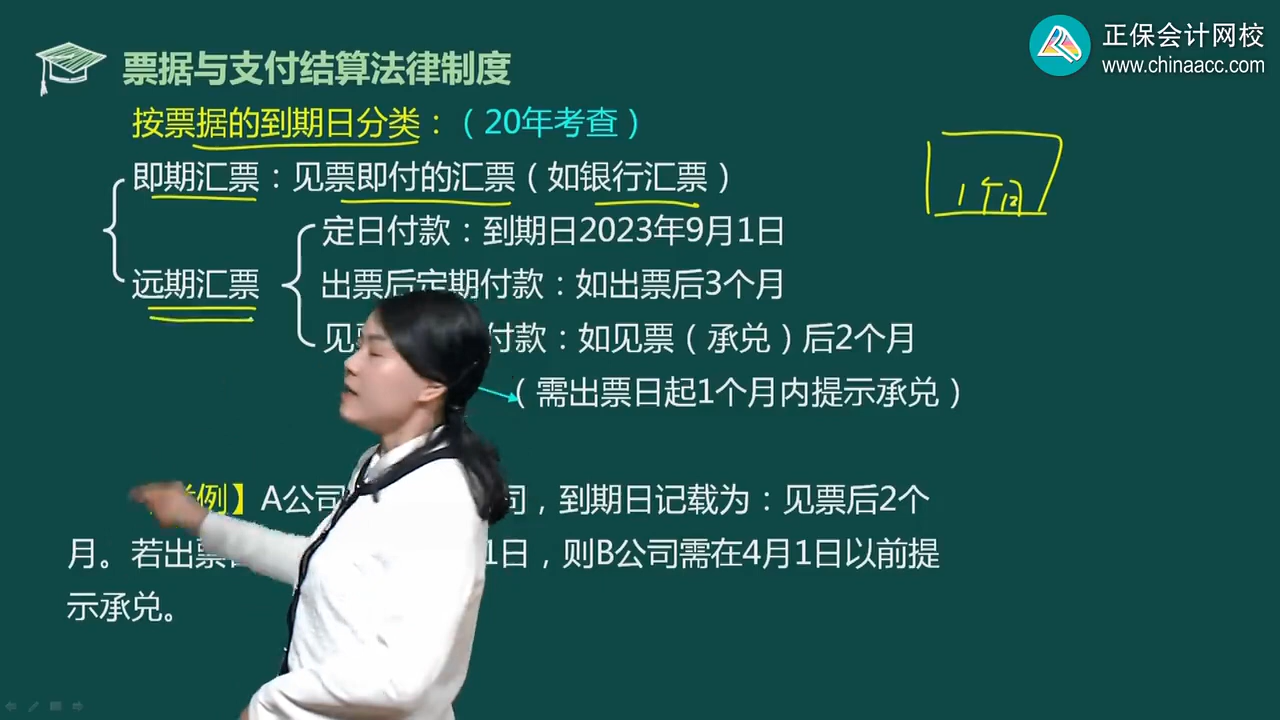 正保会计网校
www.chinaacc.com
票据与支付结算法律制度
按票据的到期日分类：（20年考查）
即期汇票：见票即付的汇票（如银行汇票）
1个月
定日付款：到期日2023年9月1日
远期汇票
出票后定期付款：如出票后3个月
见 付款：如见票（承兑）后2个月
（需出票日起1个月内提示承兑）
例】A公司 司，到期日记载为：见票后2个
月。若出票 1日，则B公司需在4月1日以前提
示承兑。